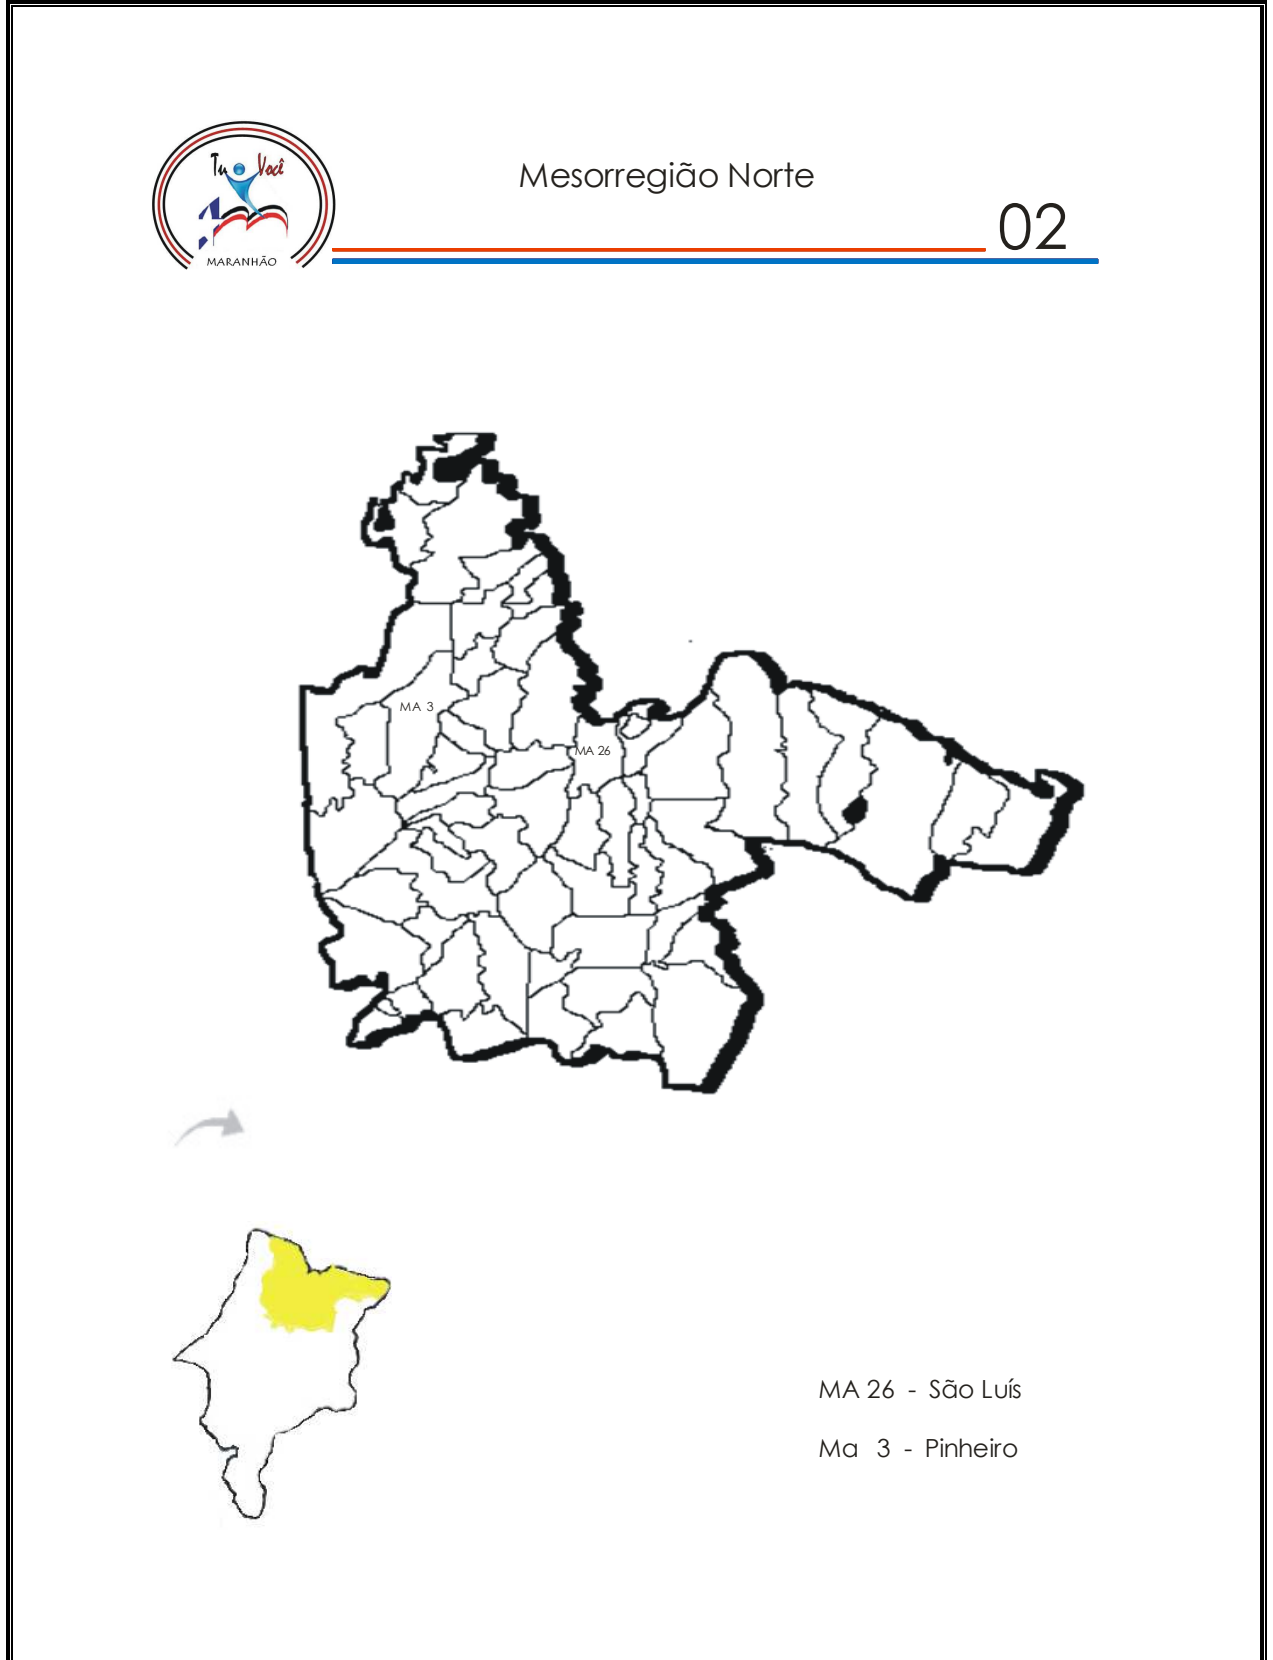 Tu Você
MARANHÃO
Mesorregião Norte
02
MA 3
MA 26
MA 26 - São Luís
Ma 3 - Pinheiro